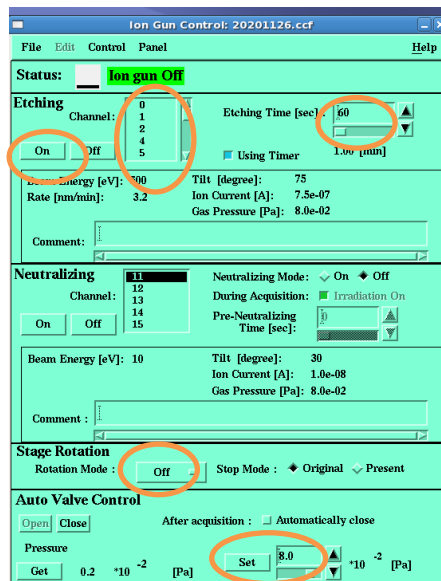 Ion Gun Control: 20201126.ccf
File Edit Control Panel Help
Status: Ion gun Off
Etching
Channel: 0 1 2 4 5
Etching Time [sec]: 60
On Off
Using Timer 1.00 [min]
Beam Energy [eV]: 500 Tilt [degree]: 75
Rate [nm/min]: 3.2 Ion Current [A]: 7.5e-07
Gas Pressure [Pa]: 8.0e-02
Comment:
Neutralizing
Channel: 11 12 13 14 15
Neutralizing Mode: On Off
During Acquisition: Irradiation On
On Off
Pre-Neutralizing Time [sec]: 0
Beam Energy [eV]: 10 Tilt [degree]: 30
Ion Current [A]: 1.0e-08
Gas Pressure [Pa]: 8.0e-02
Comment :
Stage Rotation
Rotation Mode : Off Stop Mode : Original Present
Auto Valve Control
Open Close After acquisition : Automatically close
Pressure
Get 0.2 *10 -2 [Pa] Set 8.0 *10 -2 [Pa]